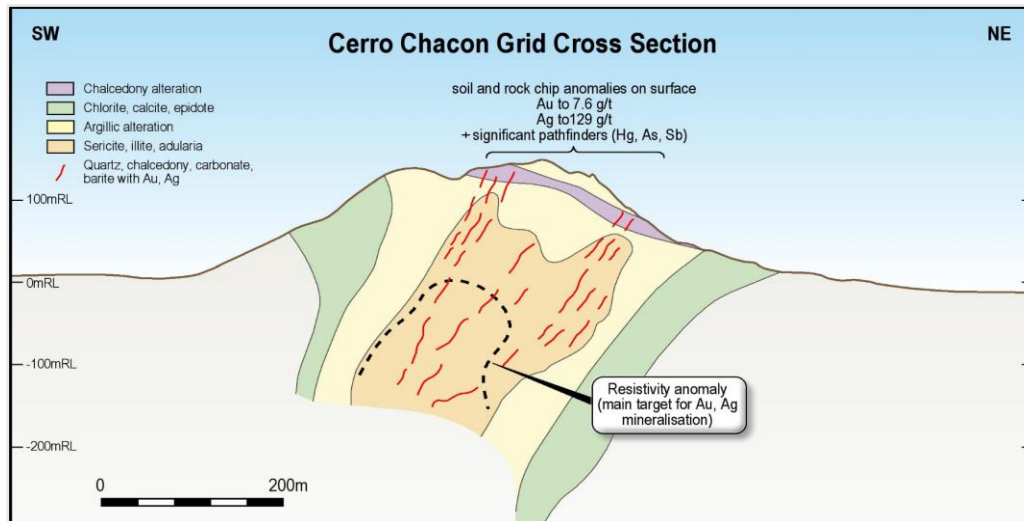 SW
Cerro Chacon Grid Cross Section
NE
Chalcedony alteration
Chlorite, calcite, epidote
Argillic alteration
Sericite, illite, adularia
Quartz, chalcedony, carbonate,
barite with Au, Ag
soil and rock chip anomalies on surface
Au to 7.6 g/t
Ag to129 g/t
+ significant pathfinders (Hg, As, Sb)
100mRL
0mRL
-100mRL
-200mRL
Resistivity anomaly
(main target for Au, Ag
mineralisation)
0
200m